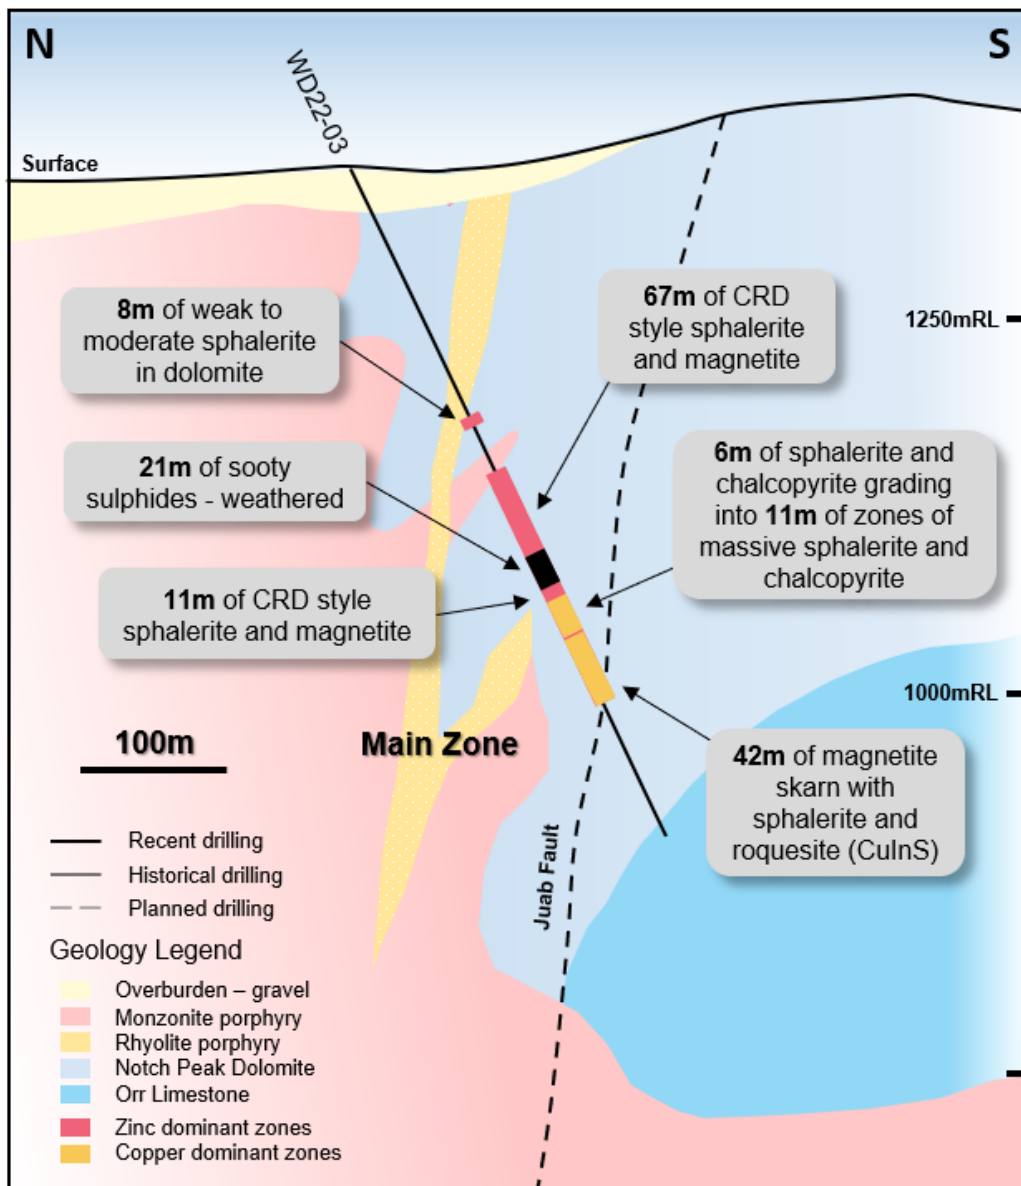 N
S
WD22-03
Surface
8m of weak to
moderate sphalerite
in dolomite
67m of CRD
style sphalerite
and magnetite
1250mRL
21m of sooty
sulphides - weathered
6m of sphalerite and
chalcopyrite grading
into 11m of zones of
massive sphalerite and
chalcopyrite
11m of CRD style
sphalerite and magnetite
1000mRL
100m
Main Zone
42m of magnetite
skarn with
sphalerite and
roquesite (CuInS)
Juab Fault
Recent drilling
Historical drilling
Planned drilling
Geology Legend
Overburden – gravel
Monzonite porphyry
Rhyolite porphyry
Notch Peak Dolomite
Orr Limestone
Zinc dominant zones
Copper dominant zones